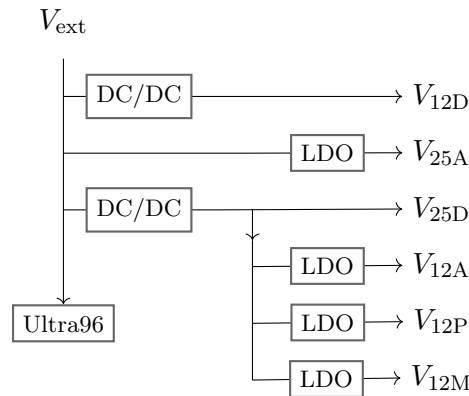 V_ext
DC/DC V_12D
LDO V_25A
DC/DC V_25D
LDO V_12A
Ultra96 LDO V_12P
LDO V_12M